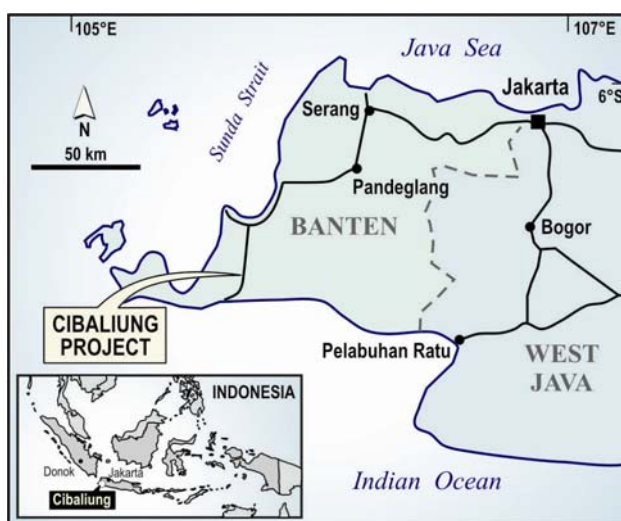 105°E
107°E
Java Sea
Jakarta
6°S
Sunda Strait
N
50 km
Serang
Pandeglang
BANTEN
Bogor
CIBALIUNG
PROJECT
Pelabuhan Ratu
WEST
JAVA
INDONESIA
Donok
Jakarta
Cibaliung
Indian Ocean